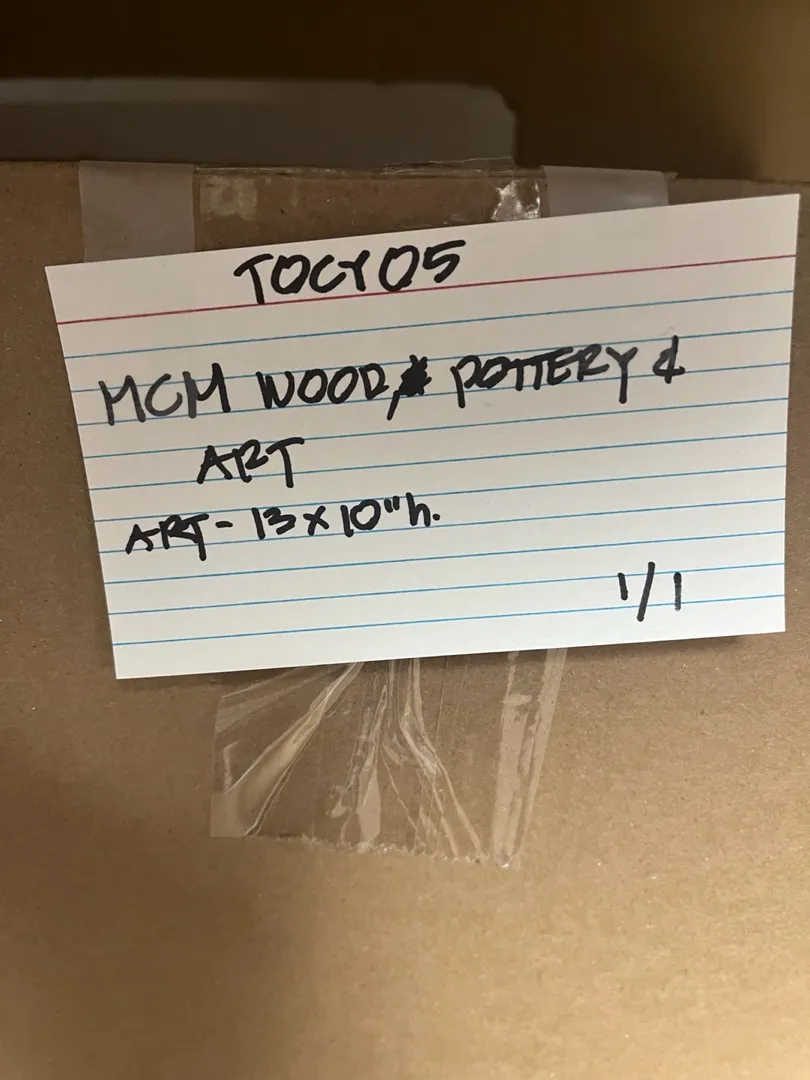 TOCY05
MCM WOOD, POTTERY &
ART
ART - 13 x 10"h.
1/1